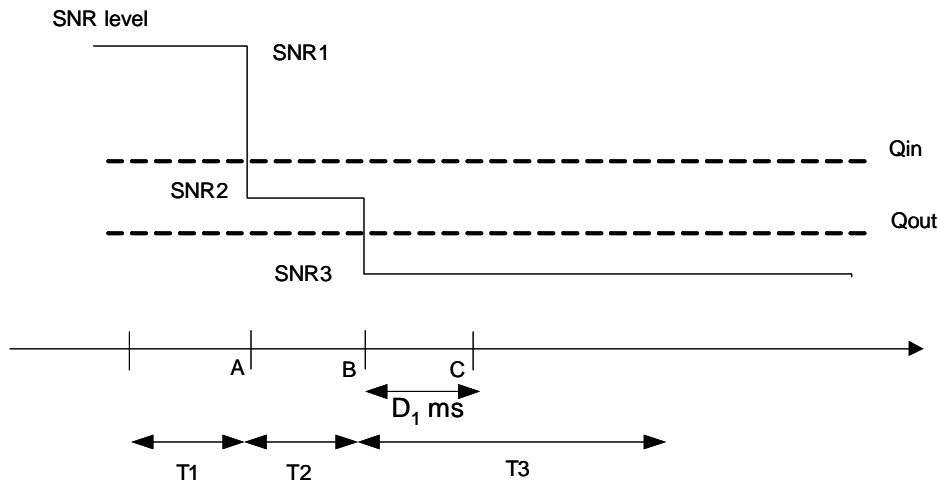 SNR level
SNR1
Qin
SNR2
Qout
SNR3
A
B
C
D₁ ms
T1
T2
T3